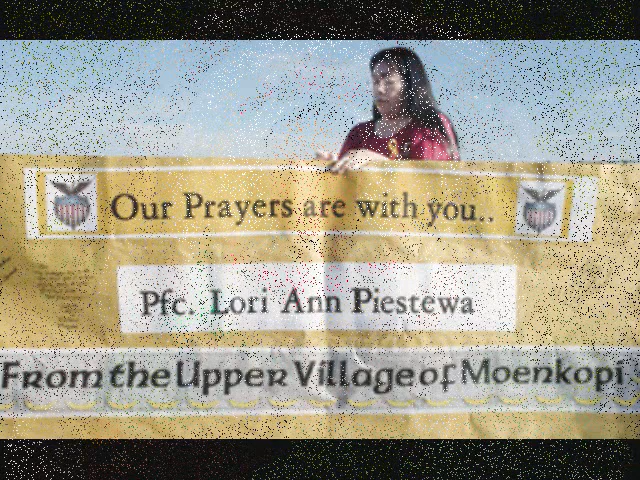 Our Prayers are with you..
Pfc. Lori Ann Piestewa
From the Upper Village of Moenkopi